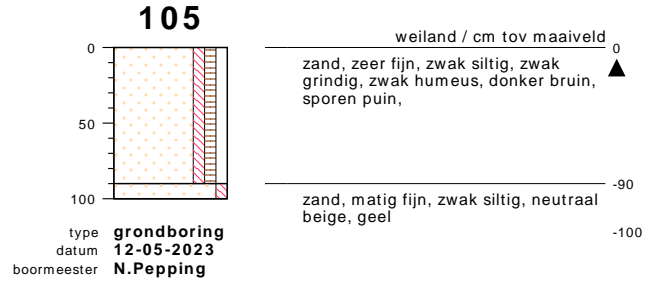 105
weiland / cm tov maaiveld
0
0
zand, zeer fijn, zwak siltig, zwak
grindig, zwak humeus, donker bruin,
sporen puin,
50
-90
100
zand, matig fijn, zwak siltig, neutraal
beige, geel
-100
type grondboring
datum 12-05-2023
boormeester N.Pepping